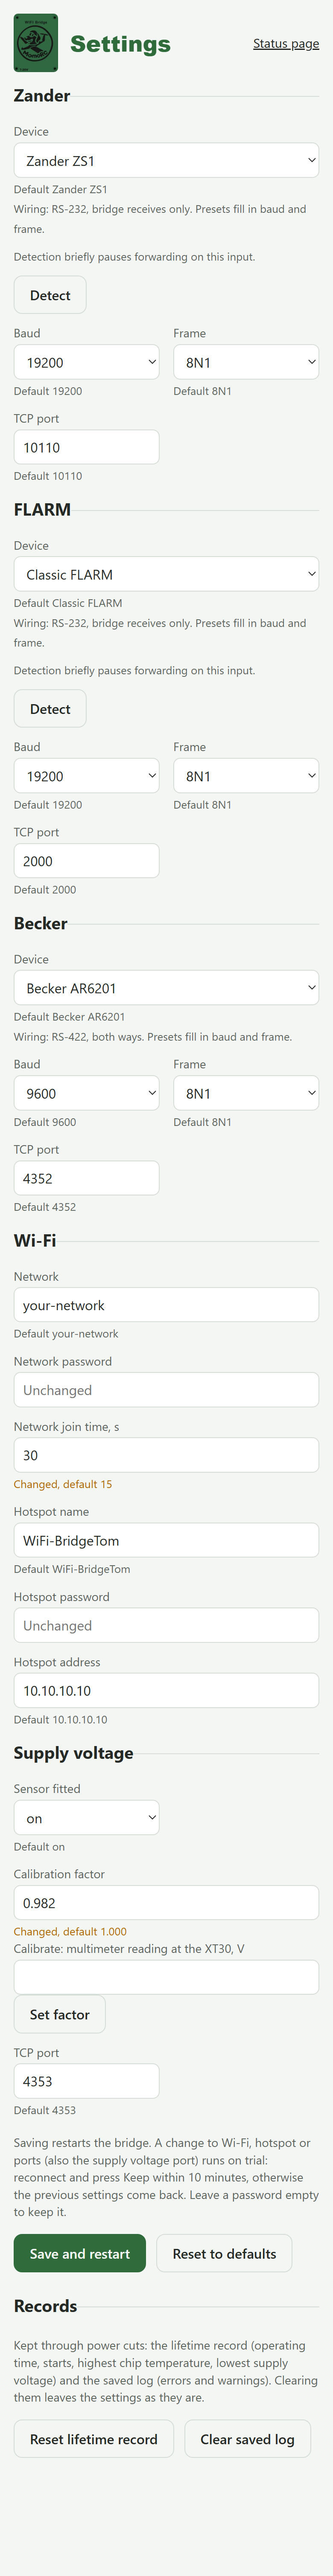 Settings
Status page
Zander
Device
Zander ZS1
Default Zander ZS1
Wiring: RS-232, bridge receives only. Presets fill in baud and
frame.
Detection briefly pauses forwarding on this input.
Detect
Baud
Frame
19200
8N1
Default 19200
Default 8N1
TCP port
10110
Default 10110
FLARM
Device
Classic FLARM
Default Classic FLARM
Wiring: RS-232, bridge receives only. Presets fill in baud and
frame.
Detection briefly pauses forwarding on this input.
Detect
Baud
Frame
19200
8N1
Default 19200
Default 8N1
TCP port
2000
Default 2000
Becker
Device
Becker AR6201
Default Becker AR6201
Wiring: RS-422, both ways. Presets fill in baud and frame.
Baud
Frame
9600
8N1
Default 9600
Default 8N1
TCP port
4352
Default 4352
Wi-Fi
Network
your-network
Default your-network
Network password
Unchanged
Network join time, s
30
Changed, default 15
Hotspot name
WiFi-BridgeTom
Default WiFi-BridgeTom
Hotspot password
Unchanged
Hotspot address
10.10.10.10
Default 10.10.10.10
Supply voltage
Sensor fitted
on
Default on
Calibration factor
0.982
Changed, default 1.000
Calibrate: multimeter reading at the XT30, V
Set factor
TCP port
4353
Default 4353
Saving restarts the bridge. A change to Wi-Fi, hotspot or
ports (also the supply voltage port) runs on trial:
reconnect and press Keep within 10 minutes, otherwise
the previous settings come back. Leave a password empty
to keep it.
Save and restart
Reset to defaults
Records
Kept through power cuts: the lifetime record (operating
time, starts, highest chip temperature, lowest supply
voltage) and the saved log (errors and warnings). Clearing
them leaves the settings as they are.
Reset lifetime record
Clear saved log